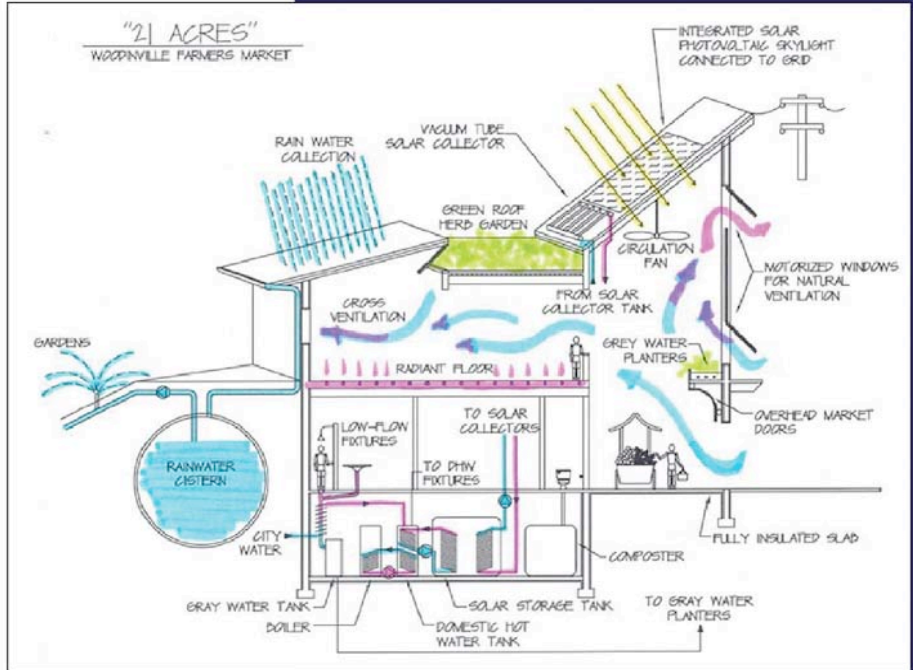 "21 ACRES"
WOODINVILLE FARMERS MARKET
INTEGRATED SOLAR
PHOTOVOLTAIC SKYLIGHT
CONNECTED TO GRID
VACUUM TUBE
SOLAR COLLECTOR
RAIN WATER
COLLECTION
GREEN ROOF
HERB GARDEN
CIRCULATION
FAN
MOTORIZED WINDOWS
FOR NATURAL
VENTILATION
FROM SOLAR
COLLECTOR TANK
CROSS
VENTILATION
GARDENS
GREY WATER
PLANTERS
RADIANT FLOOR
OVERHEAD MARKET
DOORS
LOW-FLOW
FIXTURES
TO SOLAR
COLLECTORS
TO DHW
FIXTURES
RAINWATER
CISTERN
CITY
WATER
COMPOSTER
FULLY INSULATED SLAB
GRAY WATER TANK
SOLAR STORAGE TANK
BOILER
DOMESTIC HOT
WATER TANK
TO GRAY WATER
PLANTERS